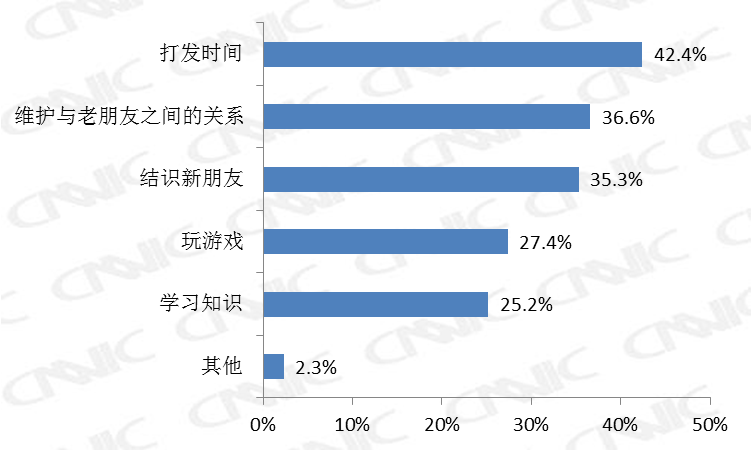 打发时间
42.4%
维护与老朋友之间的关系
36.6%
结识新朋友
35.3%
玩游戏
27.4%
学习知识
25.2%
其他
2.3%
0% 10% 20% 30% 40% 50%
CNNIC